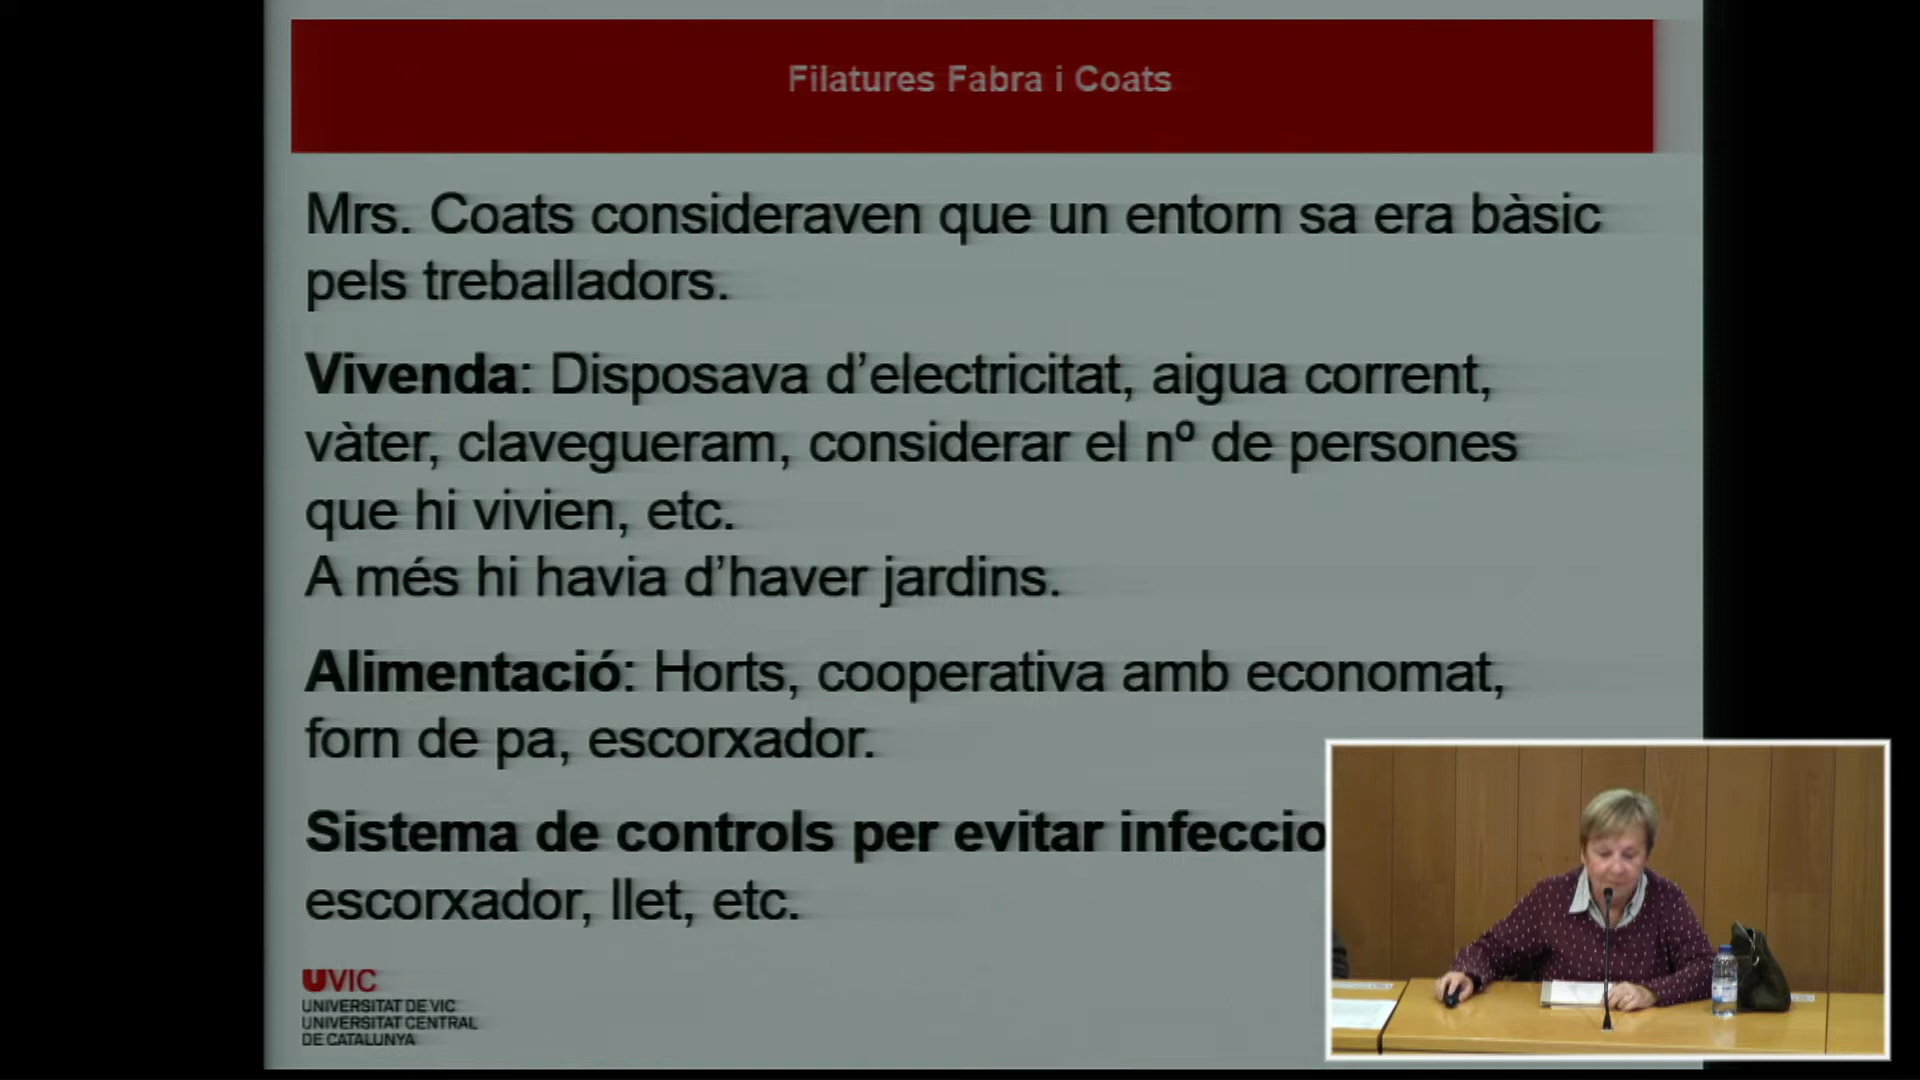 Filatures Fabra i Coats
Mrs. Coats consideraven que un entorn sa era bàsic
pels treballadors.
Vivenda: Disposava d’electricitat, aigua corrent,
vàter, clavegueram, considerar el nº de persones
que hi vivien, etc.
A més hi havia d’haver jardins.
Alimentació: Horts, cooperativa amb economat,
forn de pa, escorxador.
Sistema de controls per evitar
escorxador, llet, etc.
UVIC
UNIVERSITAT DE VIC
UNIVERSITAT CENTRAL
DE CATALUNYA